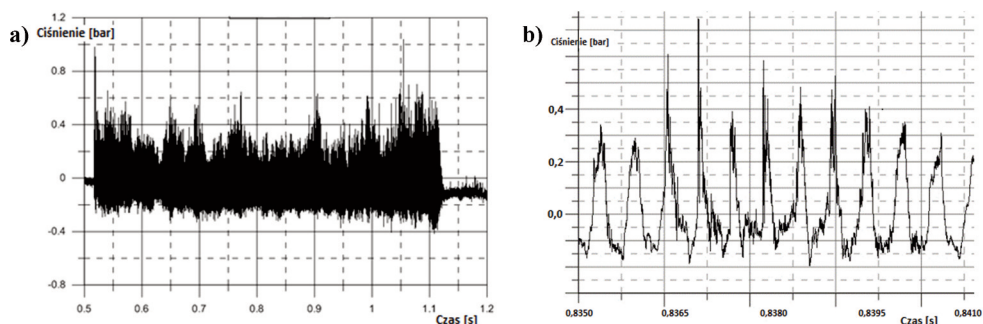 a)
Ciśnienie [bar]
1.2
0.8
0.4
0
-0.4
-0.8
0.5 0.6 0.7 0.8 0.9 1 1.1 1.2
Czas [s]
b)
Ciśnienie [bar]
0,4
0,2
0,0
0,8350 0,8365 0,8380 0,8395 0,8410
Czas [s]